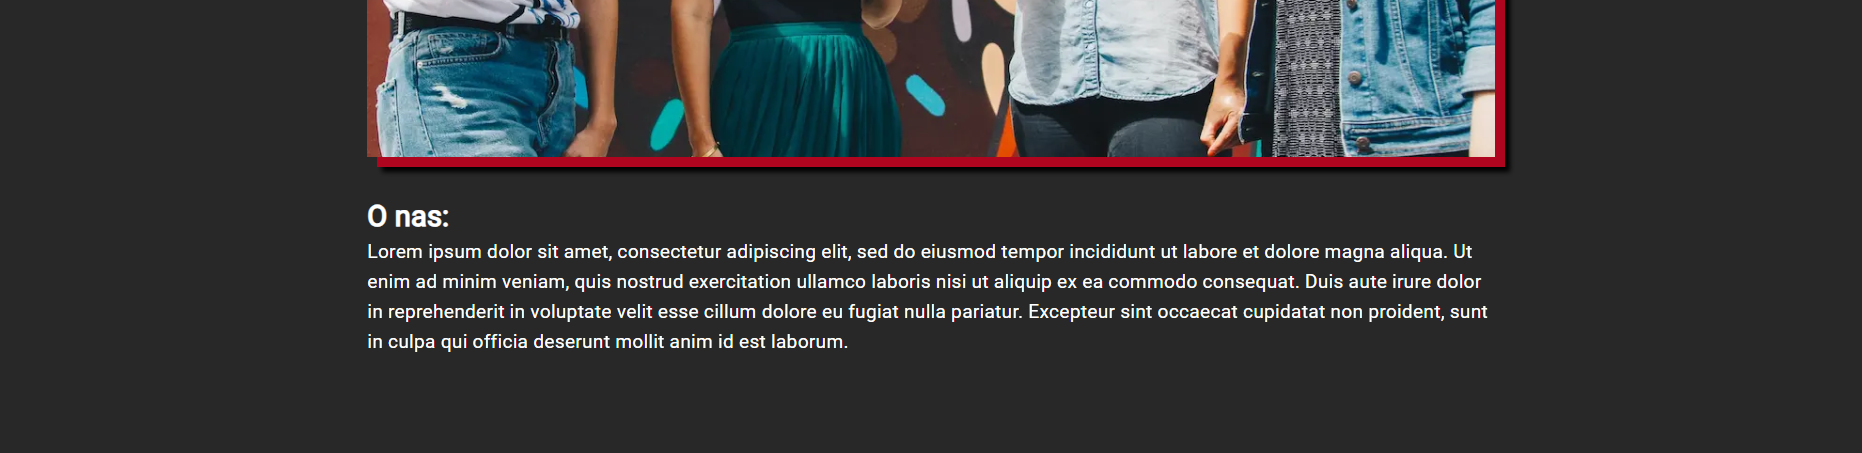 O nas:
Lorem ipsum dolor sit amet, consectetur adipiscing elit, sed do eiusmod tempor incididunt ut labore et dolore magna aliqua. Ut
enim ad minim veniam, quis nostrud exercitation ullamco laboris nisi ut aliquip ex ea commodo consequat. Duis aute irure dolor
in reprehenderit in voluptate velit esse cillum dolore eu fugiat nulla pariatur. Excepteur sint occaecat cupidatat non proident, sunt
in culpa qui officia deserunt mollit anim id est laborum.